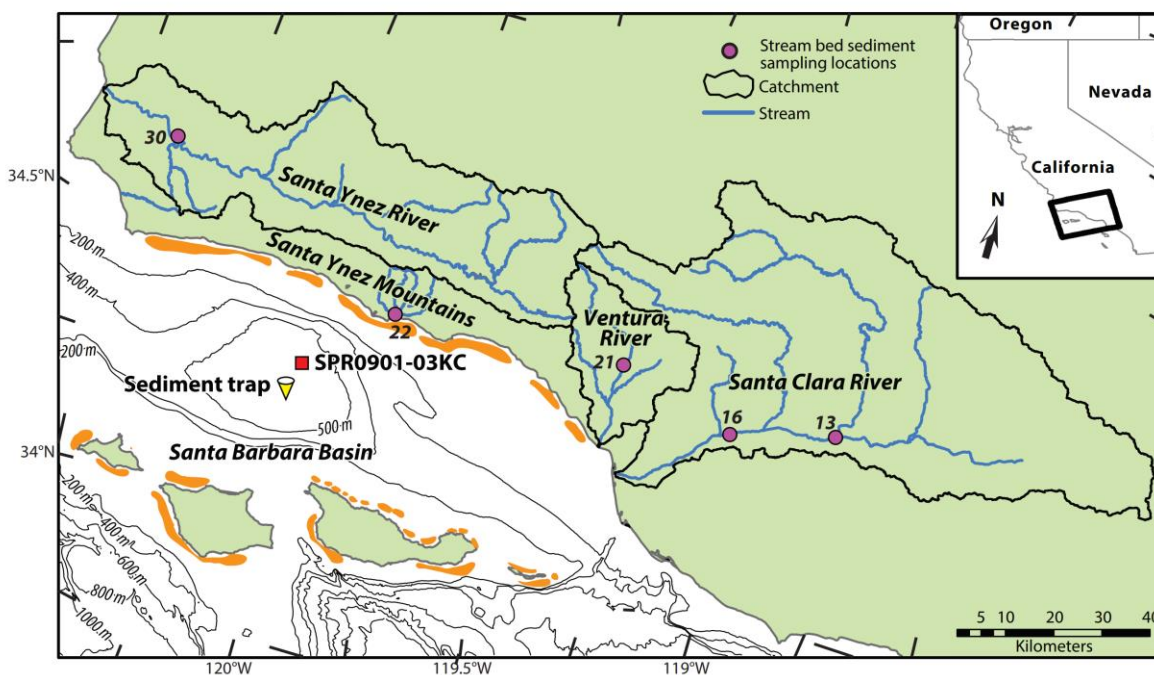 Oregon
Nevada
California
N
Stream bed sediment
sampling locations
Catchment
Stream
30
34.5°N
Santa Ynez River
Santa Ynez Mountains
200 m
400 m
22
Ventura
River
21
Santa Clara River
16
13
SPR0901-03KC
Sediment trap
200 m
500 m
34°N
Santa Barbara Basin
200 m
400 m
600 m
800 m
1000 m
5 10 20 30 40
Kilometers
120°W
119.5°W
119°W